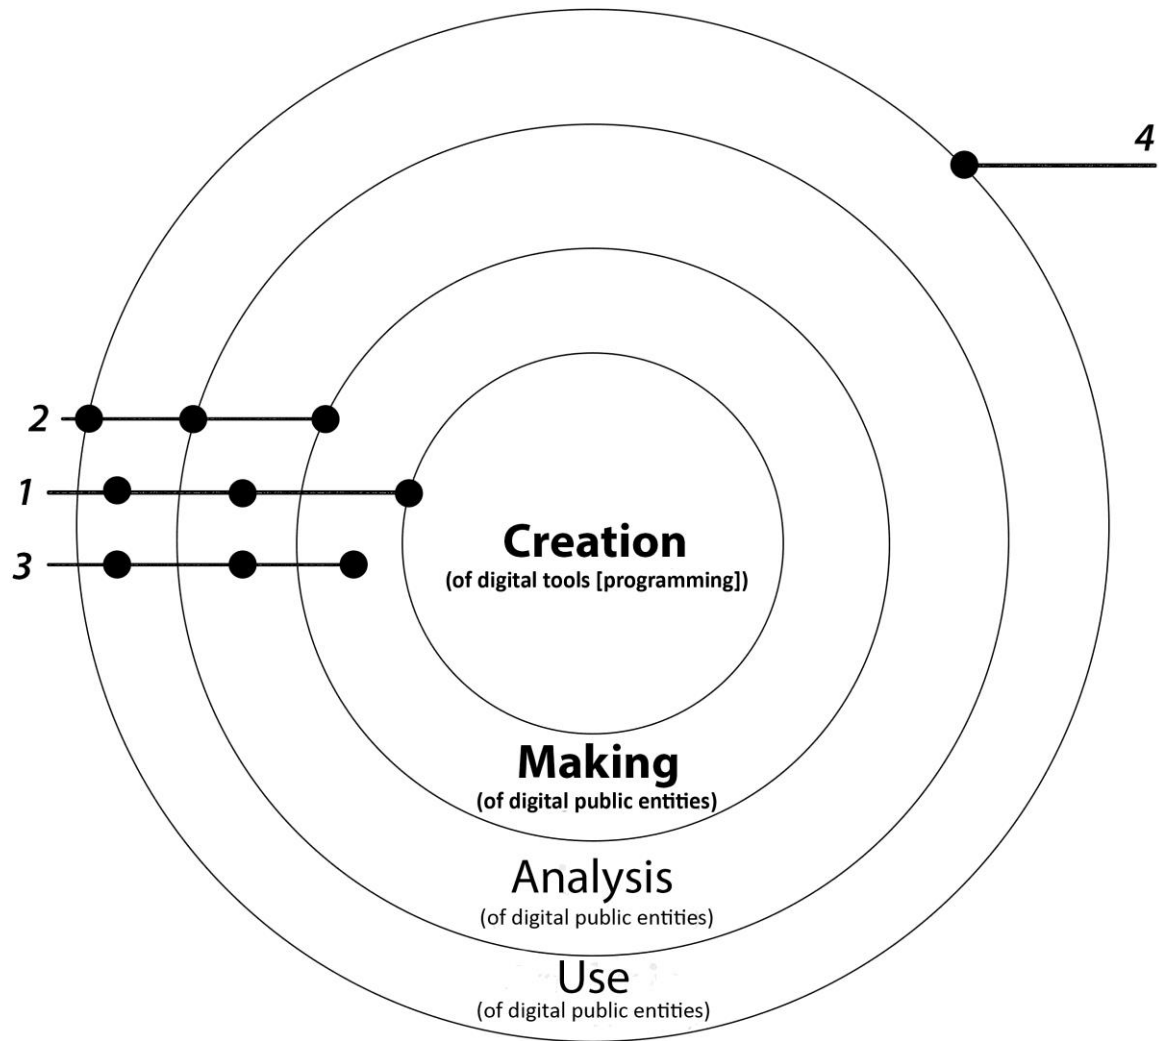 4
2
1
3
Creation
(of digital tools [programming])
Making
(of digital public entities)
Analysis
(of digital public entities)
Use
(of digital public entities)